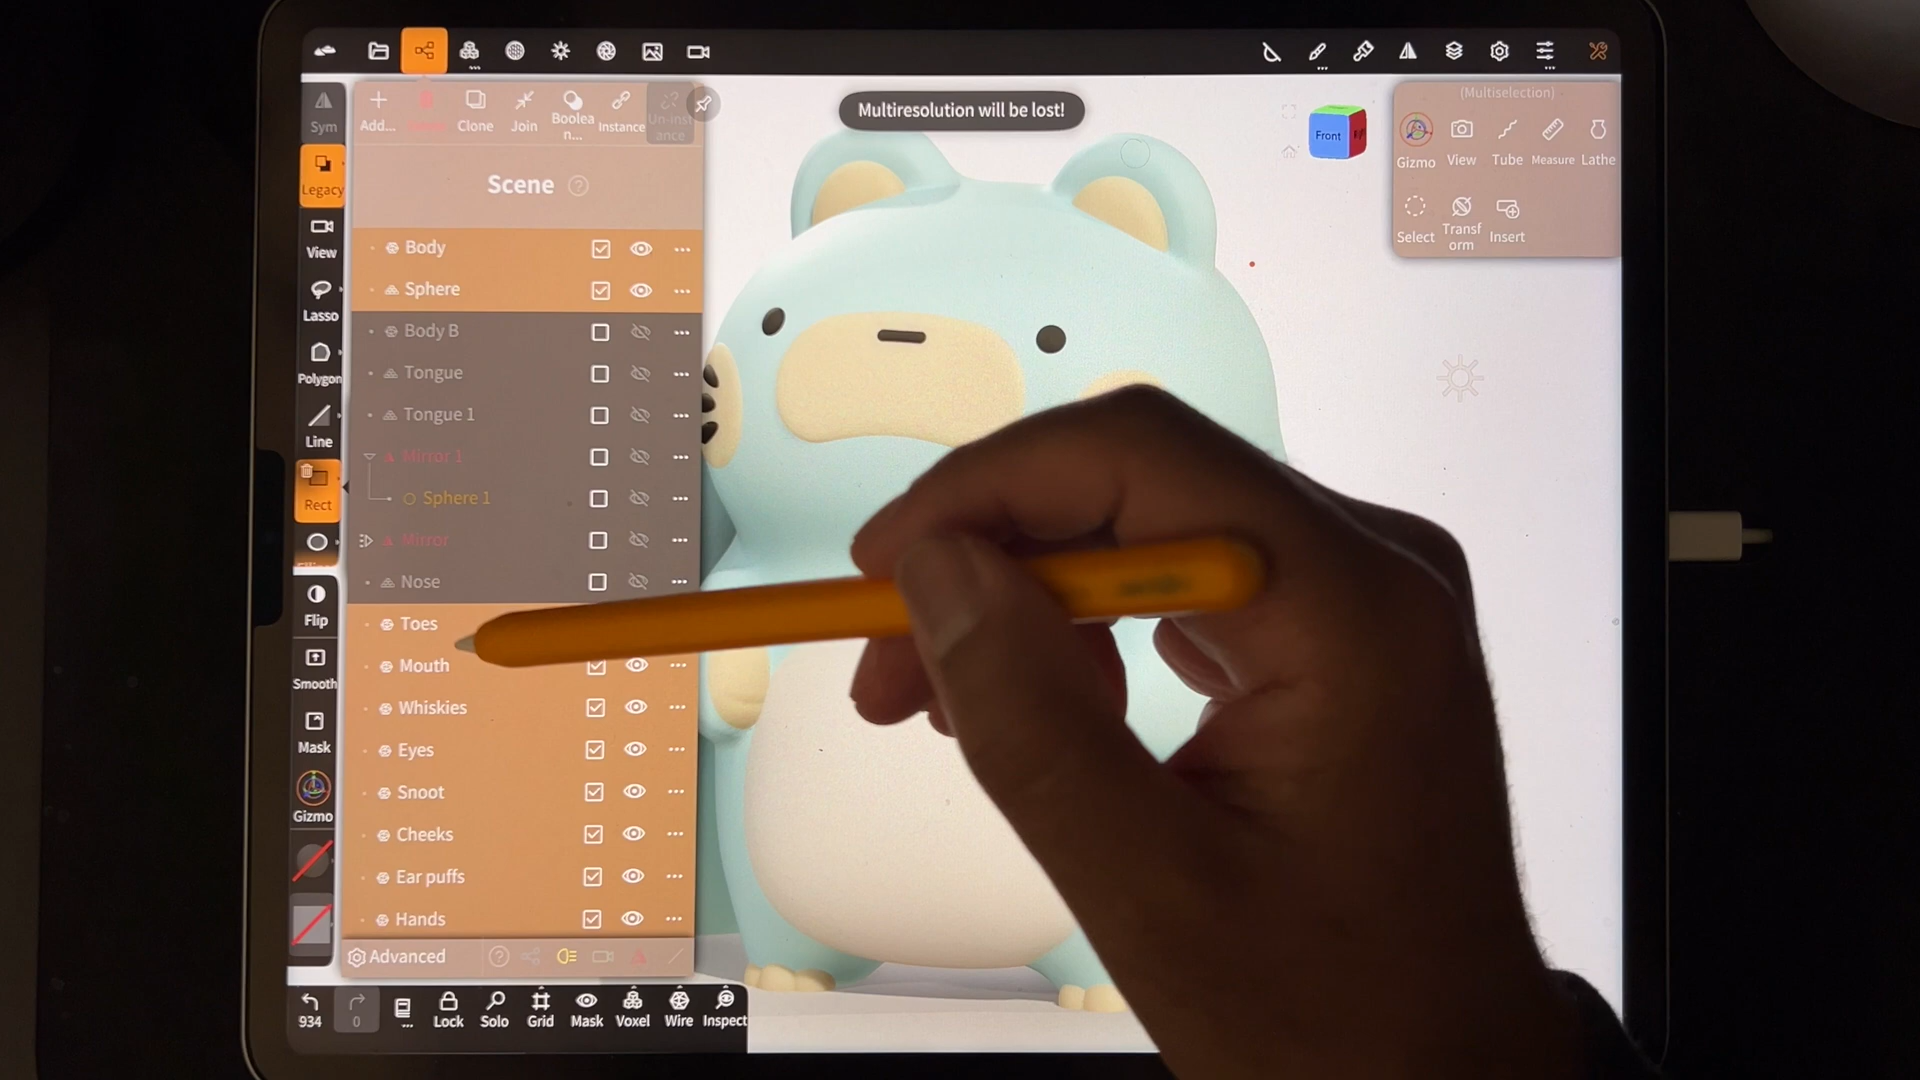 Multiresolution will be lost!
Sym
Legacy
View
Lasso
Polygon
Line
Rect
Flip
Smooth
Mask
Gizmo
Add...
Clone
Join
Boolea
n...
Instance
Un-inst
ance
Scene ?
Body
Sphere
Body B
Tongue
Tongue 1
Mirror 1
Sphere 1
Mirror
Nose
Toes
Mouth
Whiskies
Eyes
Snoot
Cheeks
Ear puffs
Hands
Advanced ?
934
0
...
Lock
Solo
Grid
Mask
Voxel
Wire
Inspect
Front
(Multiselection)
Gizmo
View
Tube
Measure
Lathe
Select
Transf
orm
Insert